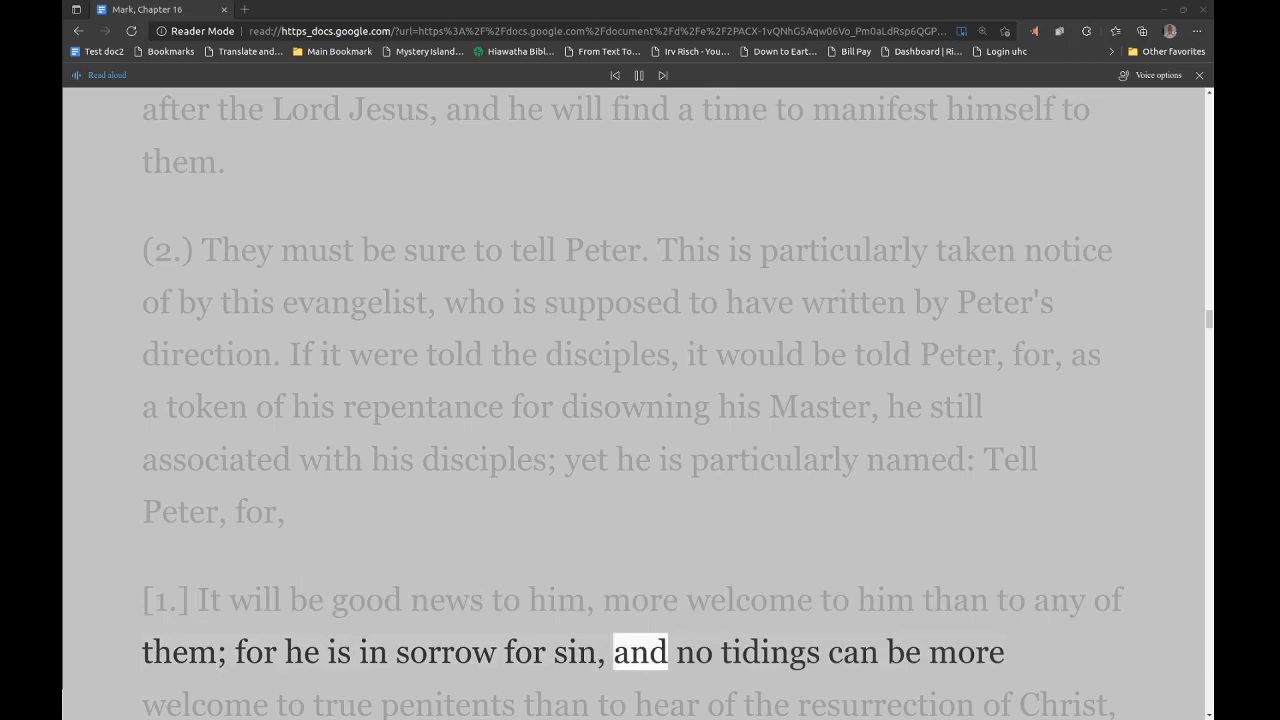 Mark, Chapter 16
Reader Mode
read://https_docs.google.com/?url=https%3A%2F%2Fdocs.google.com%2Fdocument%2Fd%2Fe%2F2PACX-1vQNhG5Aqw06Vo_Pm0aLdRsp6QGP...
Test doc2 Bookmarks Translate and... Main Bookmark Mystery Island... Hiawatha Bibl... From Text To... Irv Risch - You... Down to Eart... Bill Pay Dashboard | Ri... Login uhc Other favorites
Read aloud Voice options
after the Lord Jesus, and he will find a time to manifest himself to
them.
(2.) They must be sure to tell Peter. This is particularly taken notice
of by this evangelist, who is supposed to have written by Peter's
direction. If it were told the disciples, it would be told Peter, for, as
a token of his repentance for disowning his Master, he still
associated with his disciples; yet he is particularly named: Tell
Peter, for,
[1.] It will be good news to him, more welcome to him than to any of
them; for he is in sorrow for sin, and no tidings can be more
welcome to true penitents than to hear of the resurrection of Christ,